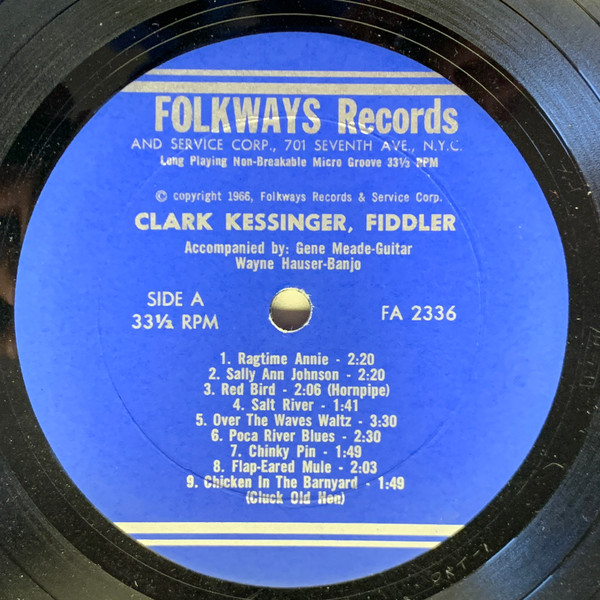 FOLKWAYS Records
AND SERVICE CORP., 701 SEVENTH AVE., N.Y.C.
Long Playing Non-Breakable Micro Groove 33⅓ RPM
© copyright 1966, Folkways Records & Service Corp.
CLARK KESSINGER, FIDDLER
Accompanied by: Gene Meade-Guitar
Wayne Hauser-Banjo
SIDE A
33⅓ RPM
FA 2336
1. Ragtime Annie - 2:20
2. Sally Ann Johnson - 2:20
3. Red Bird - 2:06 (Hornpipe)
4. Salt River - 1:41
5. Over The Waves Waltz - 3:30
6. Poca River Blues - 2:30
7. Chinky Pin - 1:49
8. Flap-Eared Mule - 2:03
9. Chicken In The Barnyard - 1:49
(Cluck Old Hen)